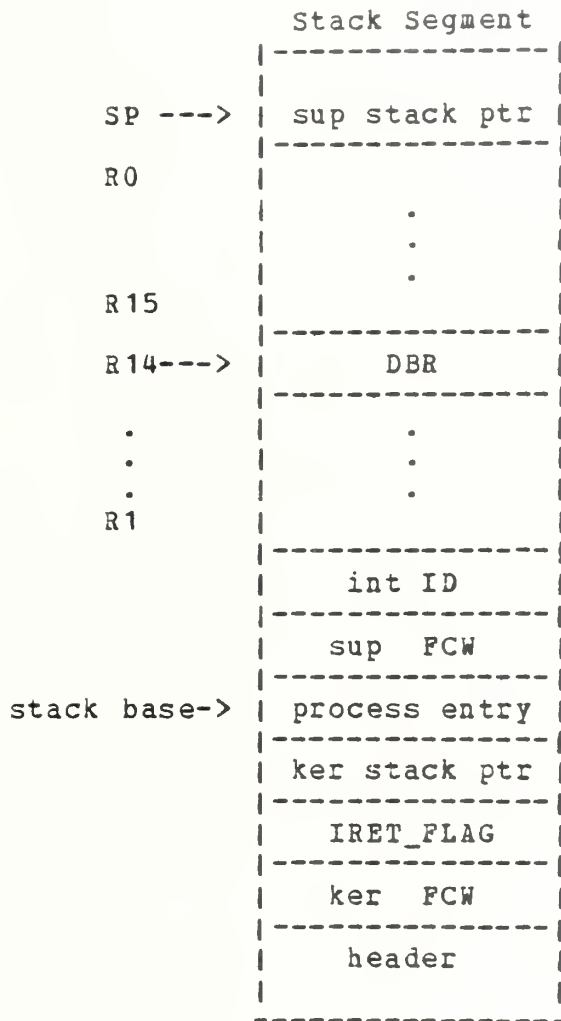 Stack Segment
SP ---> | sup stack ptr |
R0
.
.
.
R15
R14---> | DBR |
. .
. .
. .
R1
int ID
sup FCW
stack base-> | process entry |
ker stack ptr
IRET_FLAG
ker FCW
header